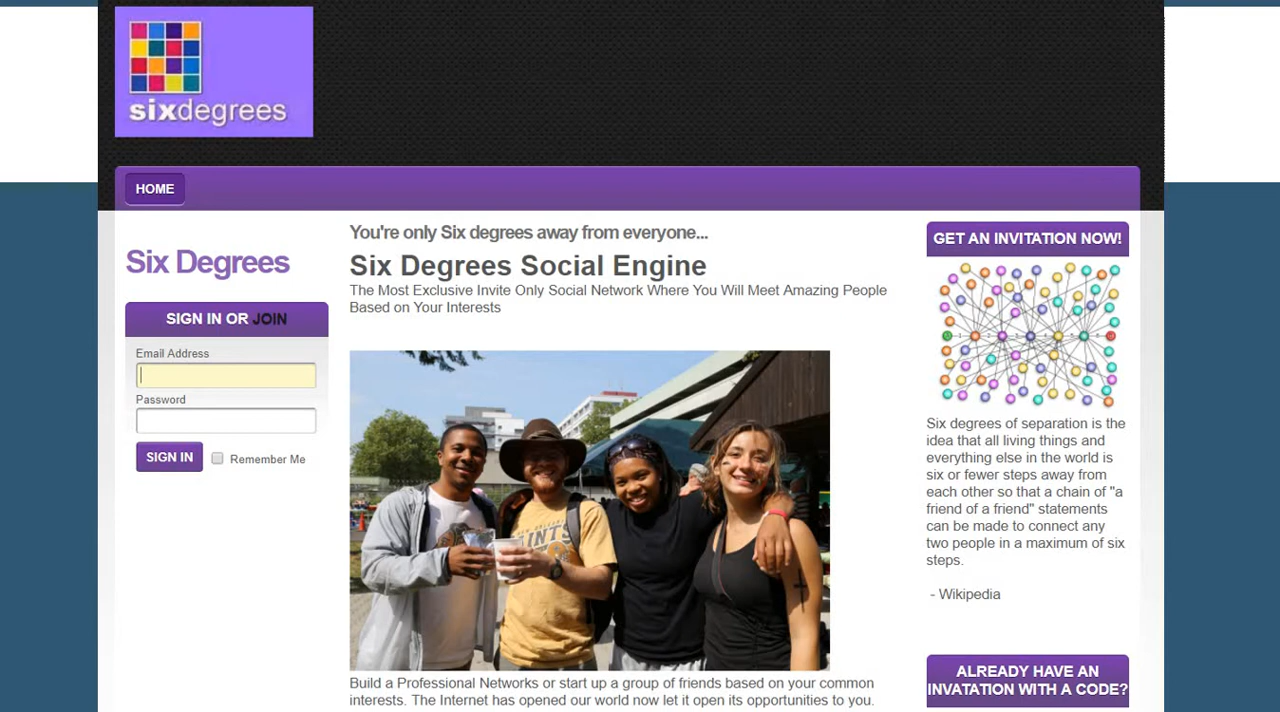 sixdegrees
HOME
Six Degrees
SIGN IN OR JOIN
Email Address
Password
SIGN IN
Remember Me
You're only Six degrees away from everyone...
Six Degrees Social Engine
The Most Exclusive Invite Only Social Network Where You Will Meet Amazing People
Based on Your Interests
Build a Professional Networks or start up a group of friends based on your common
interests. The Internet has opened our world now let it open its opportunities to you.
GET AN INVITATION NOW!
Six degrees of separation is the
idea that all living things and
everything else in the world is
six or fewer steps away from
each other so that a chain of "a
friend of a friend" statements
can be made to connect any
two people in a maximum of six
steps.
- Wikipedia
ALREADY HAVE AN
INVATATION WITH A CODE?